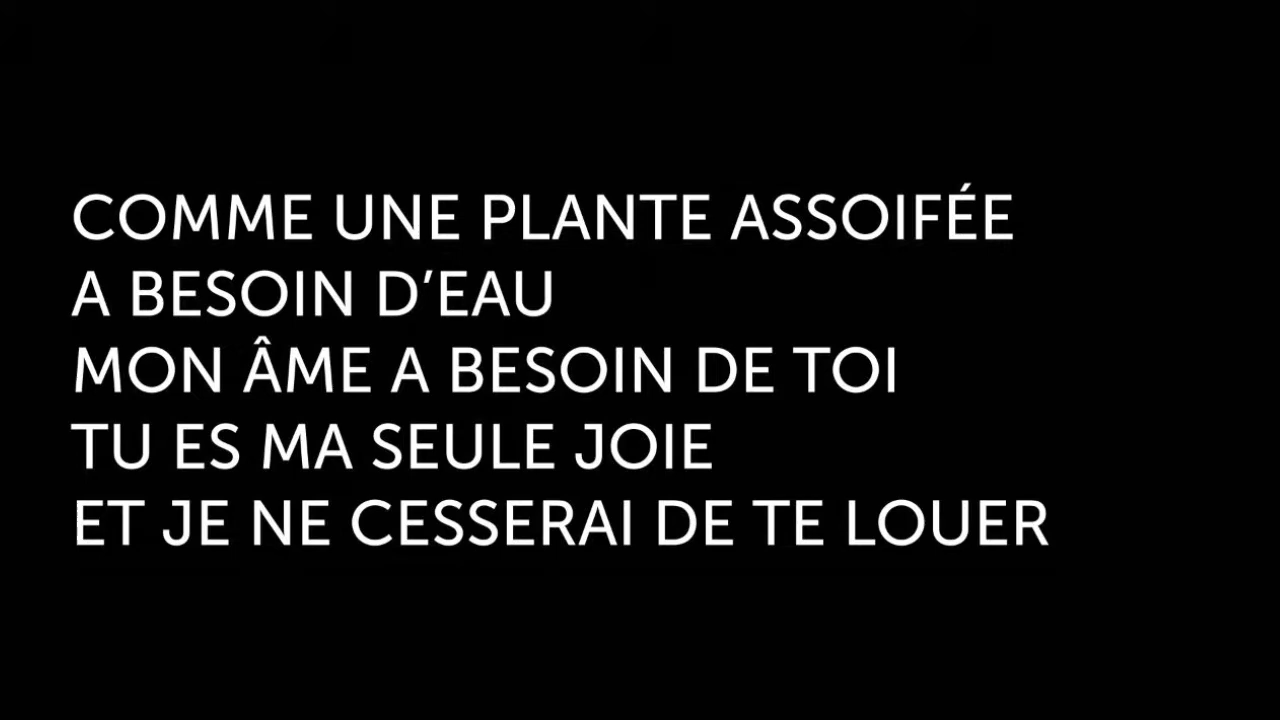 COMME UNE PLANTE ASSOIFÉE
A BESOIN D’EAU
MON ÂME A BESOIN DE TOI
TU ES MA SEULE JOIE
ET JE NE CESSERAI DE TE LOUER